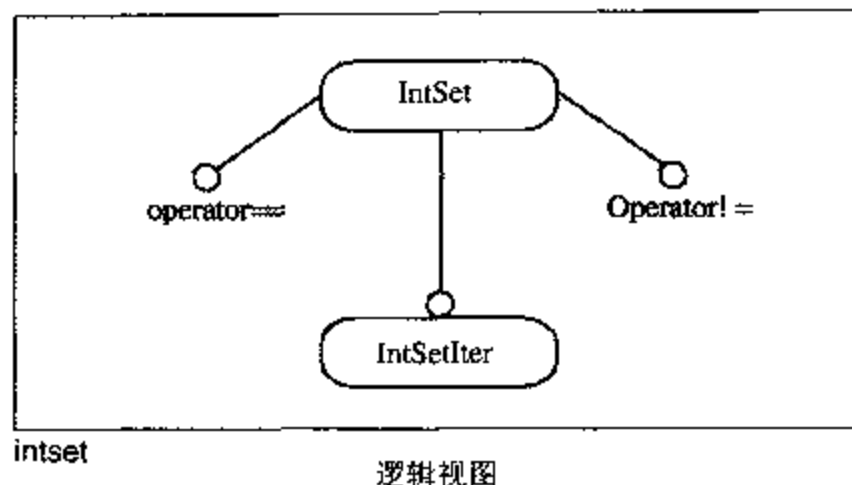 IntSet
operator==
Operator! =
IntSetIter
intset
逻辑视图